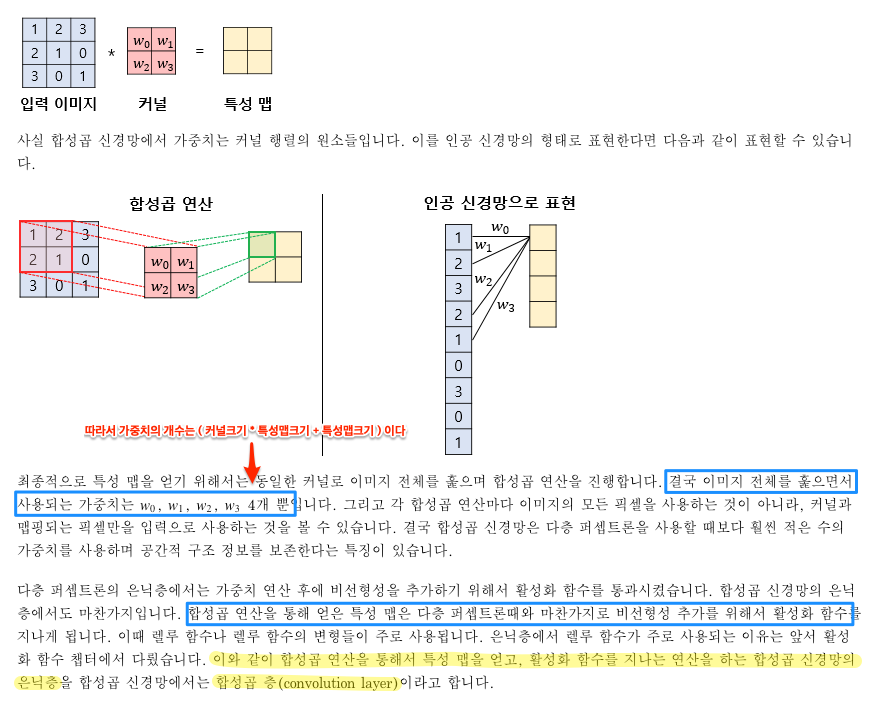 1 2 3
2 1 0
3 0 1
*
w0 w1
w2 w3
=
입력 이미지 커널 특성 맵
사실 합성곱 신경망에서 가중치는 커널 행렬의 원소들입니다. 이를 인공 신경망의 형태로 표현한다면 다음과 같이 표현할 수 있습니
다.
합성곱 연산
1 2 3
2 1 0
3 0 1
w0 w1
w2 w3
인공 신경망으로 표현
1
2
3
2
1
0
3
0
1
w0
w1
w2
w3
따라서 가중치의 개수는 ( 커널크기 * 특성맵크기 + 특성맵크기 ) 이다
최종적으로 특성 맵을 얻기 위해서는 동일한 커널로 이미지 전체를 훑으며 합성곱 연산을 진행합니다. 결국 이미지 전체를 훑으면서
사용되는 가중치는 w0, w1, w2, w3 4개 뿐입니다. 그리고 각 합성곱 연산마다 이미지의 모든 픽셀을 사용하는 것이 아니라, 커널과
맵핑되는 픽셀만을 입력으로 사용하는 것을 볼 수 있습니다. 결국 합성곱 신경망은 다층 퍼셉트론을 사용할 때보다 훨씬 적은 수의
가중치를 사용하며 공간적 구조 정보를 보존한다는 특징이 있습니다.
다층 퍼셉트론의 은닉층에서는 가중치 연산 후에 비선형성을 추가하기 위해서 활성화 함수를 통과시켰습니다. 합성곱 신경망의 은닉
층에서도 마찬가지입니다. 합성곱 연산을 통해 얻은 특성 맵은 다층 퍼셉트론때와 마찬가지로 비선형성 추가를 위해서 활성화 함수를
지나게 됩니다. 이때 렐루 함수나 렐루 함수의 변형들이 주로 사용됩니다. 은닉층에서 렐루 함수가 주로 사용되는 이유는 앞서 활성
화 함수 챕터에서 다뤘습니다. 이와 같이 합성곱 연산을 통해서 특성 맵을 얻고, 활성화 함수를 지나는 연산을 하는 합성곱 신경망의
은닉층을 합성곱 신경망에서는 합성곱 층(convolution layer)이라고 합니다.